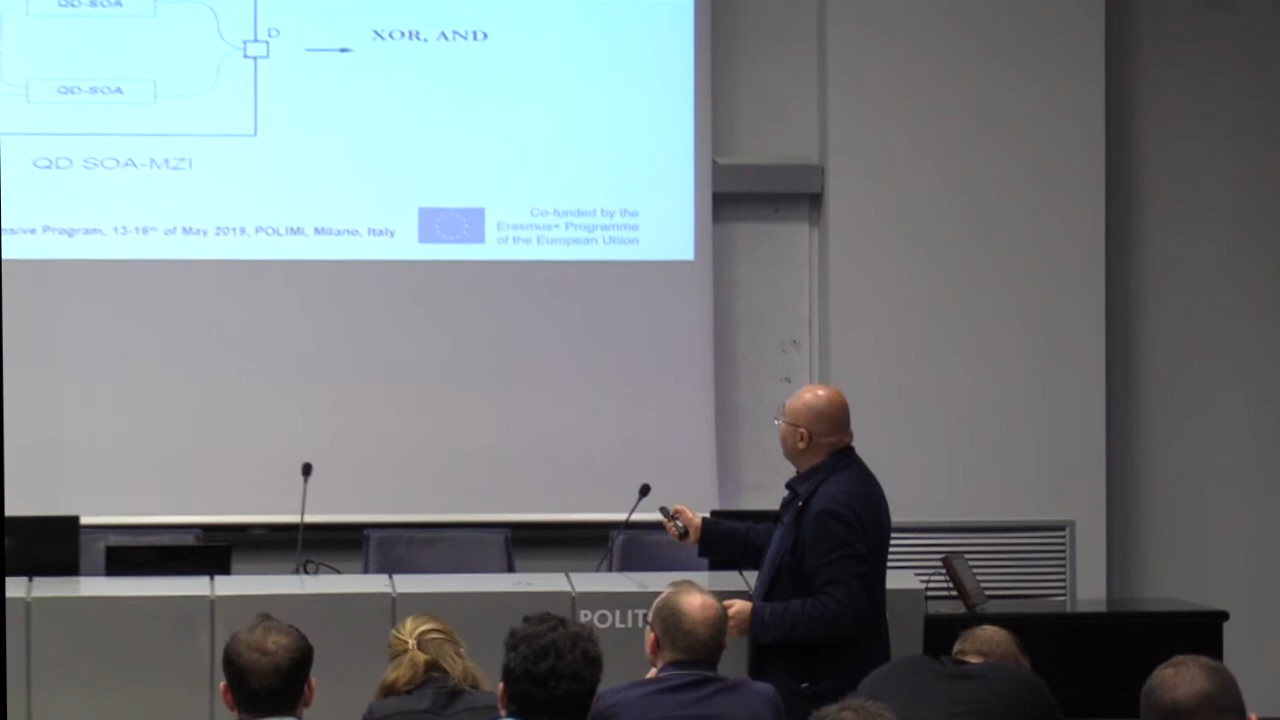 QD-SOA
D
XOR, AND
QD-SOA
QD SOA-MZI
Program, 13-16th of May 2019, POLIMI, Milano, Italy
Co-funded by the
Erasmus+ Programme
of the European Union
POLIT